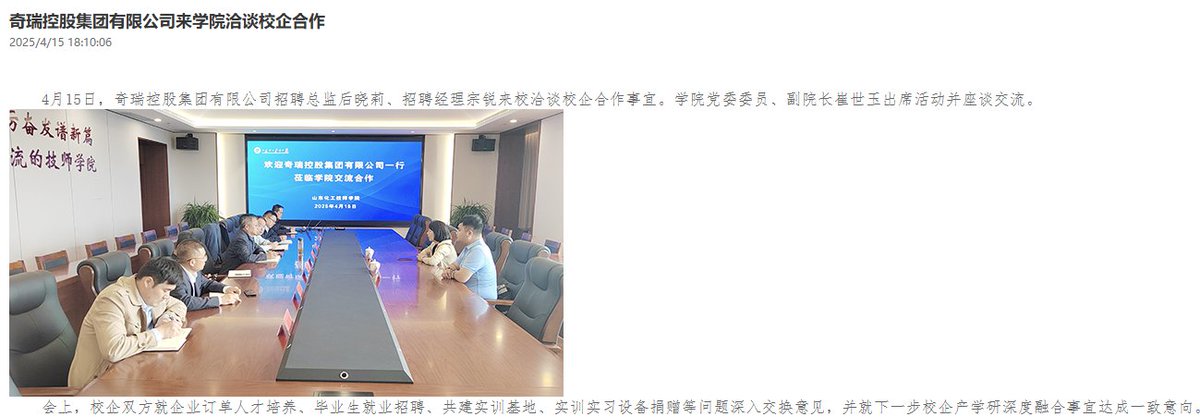 奇瑞控股集团有限公司来学院洽谈校企合作
2025/4/15 18:10:06
4月15日，奇瑞控股集团有限公司招聘总监后晓莉、招聘经理宗锐来校洽谈校企合作事宜。学院党委委员、副院长崔世玉出席活动并座谈交流。
奋发谱新篇
流的技师学院
欢迎奇瑞控股集团有限公司一行
莅临学院交流合作
山东化工技师学院
2025年4月15日
会上，校企双方就企业订单人才培养、毕业生就业招聘、共建实训基地、实训实习设备捐赠等问题深入交换意见，并就下一步校企产学研深度融合事宜达成一致意向